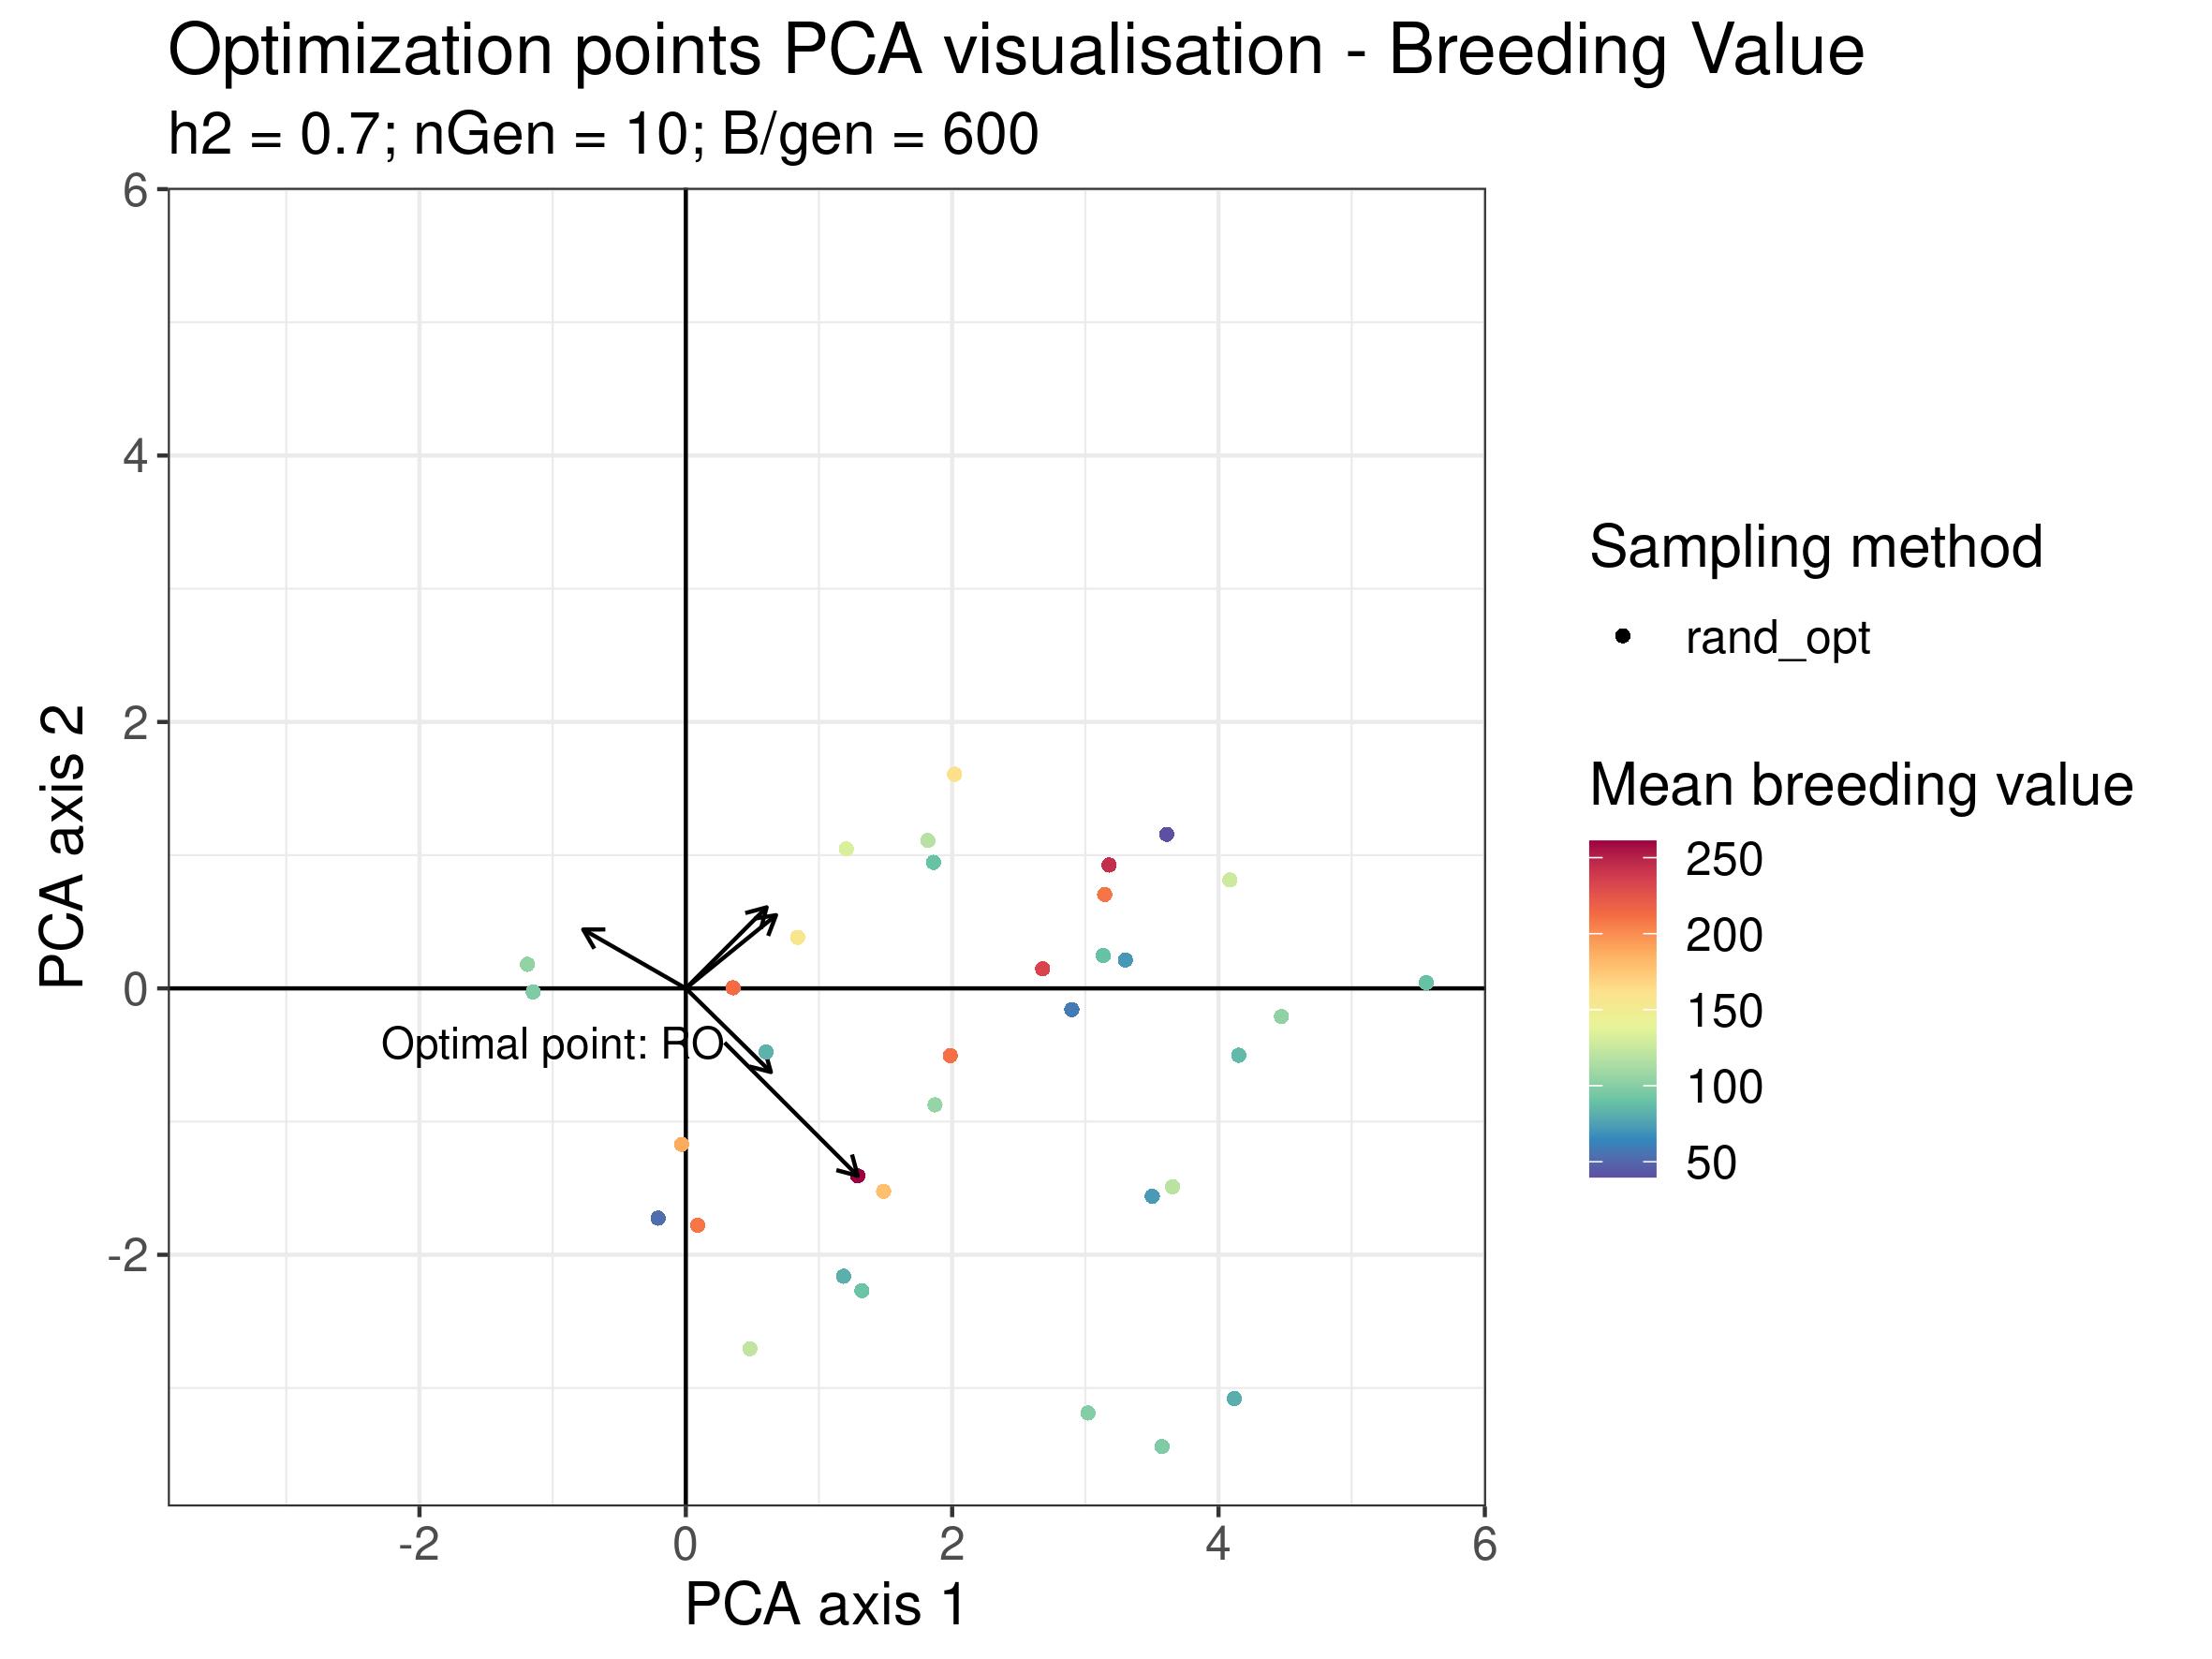 Optimization points PCA visualisation - Breeding Value
h2 = 0.7; nGen = 10; B/gen = 600
6
4
2
0
-2
PCA axis 2
Optimal point: RO
-2
0
2
4
6
PCA axis 1
Sampling method
rand_opt
Mean breeding value
250
200
150
100
50